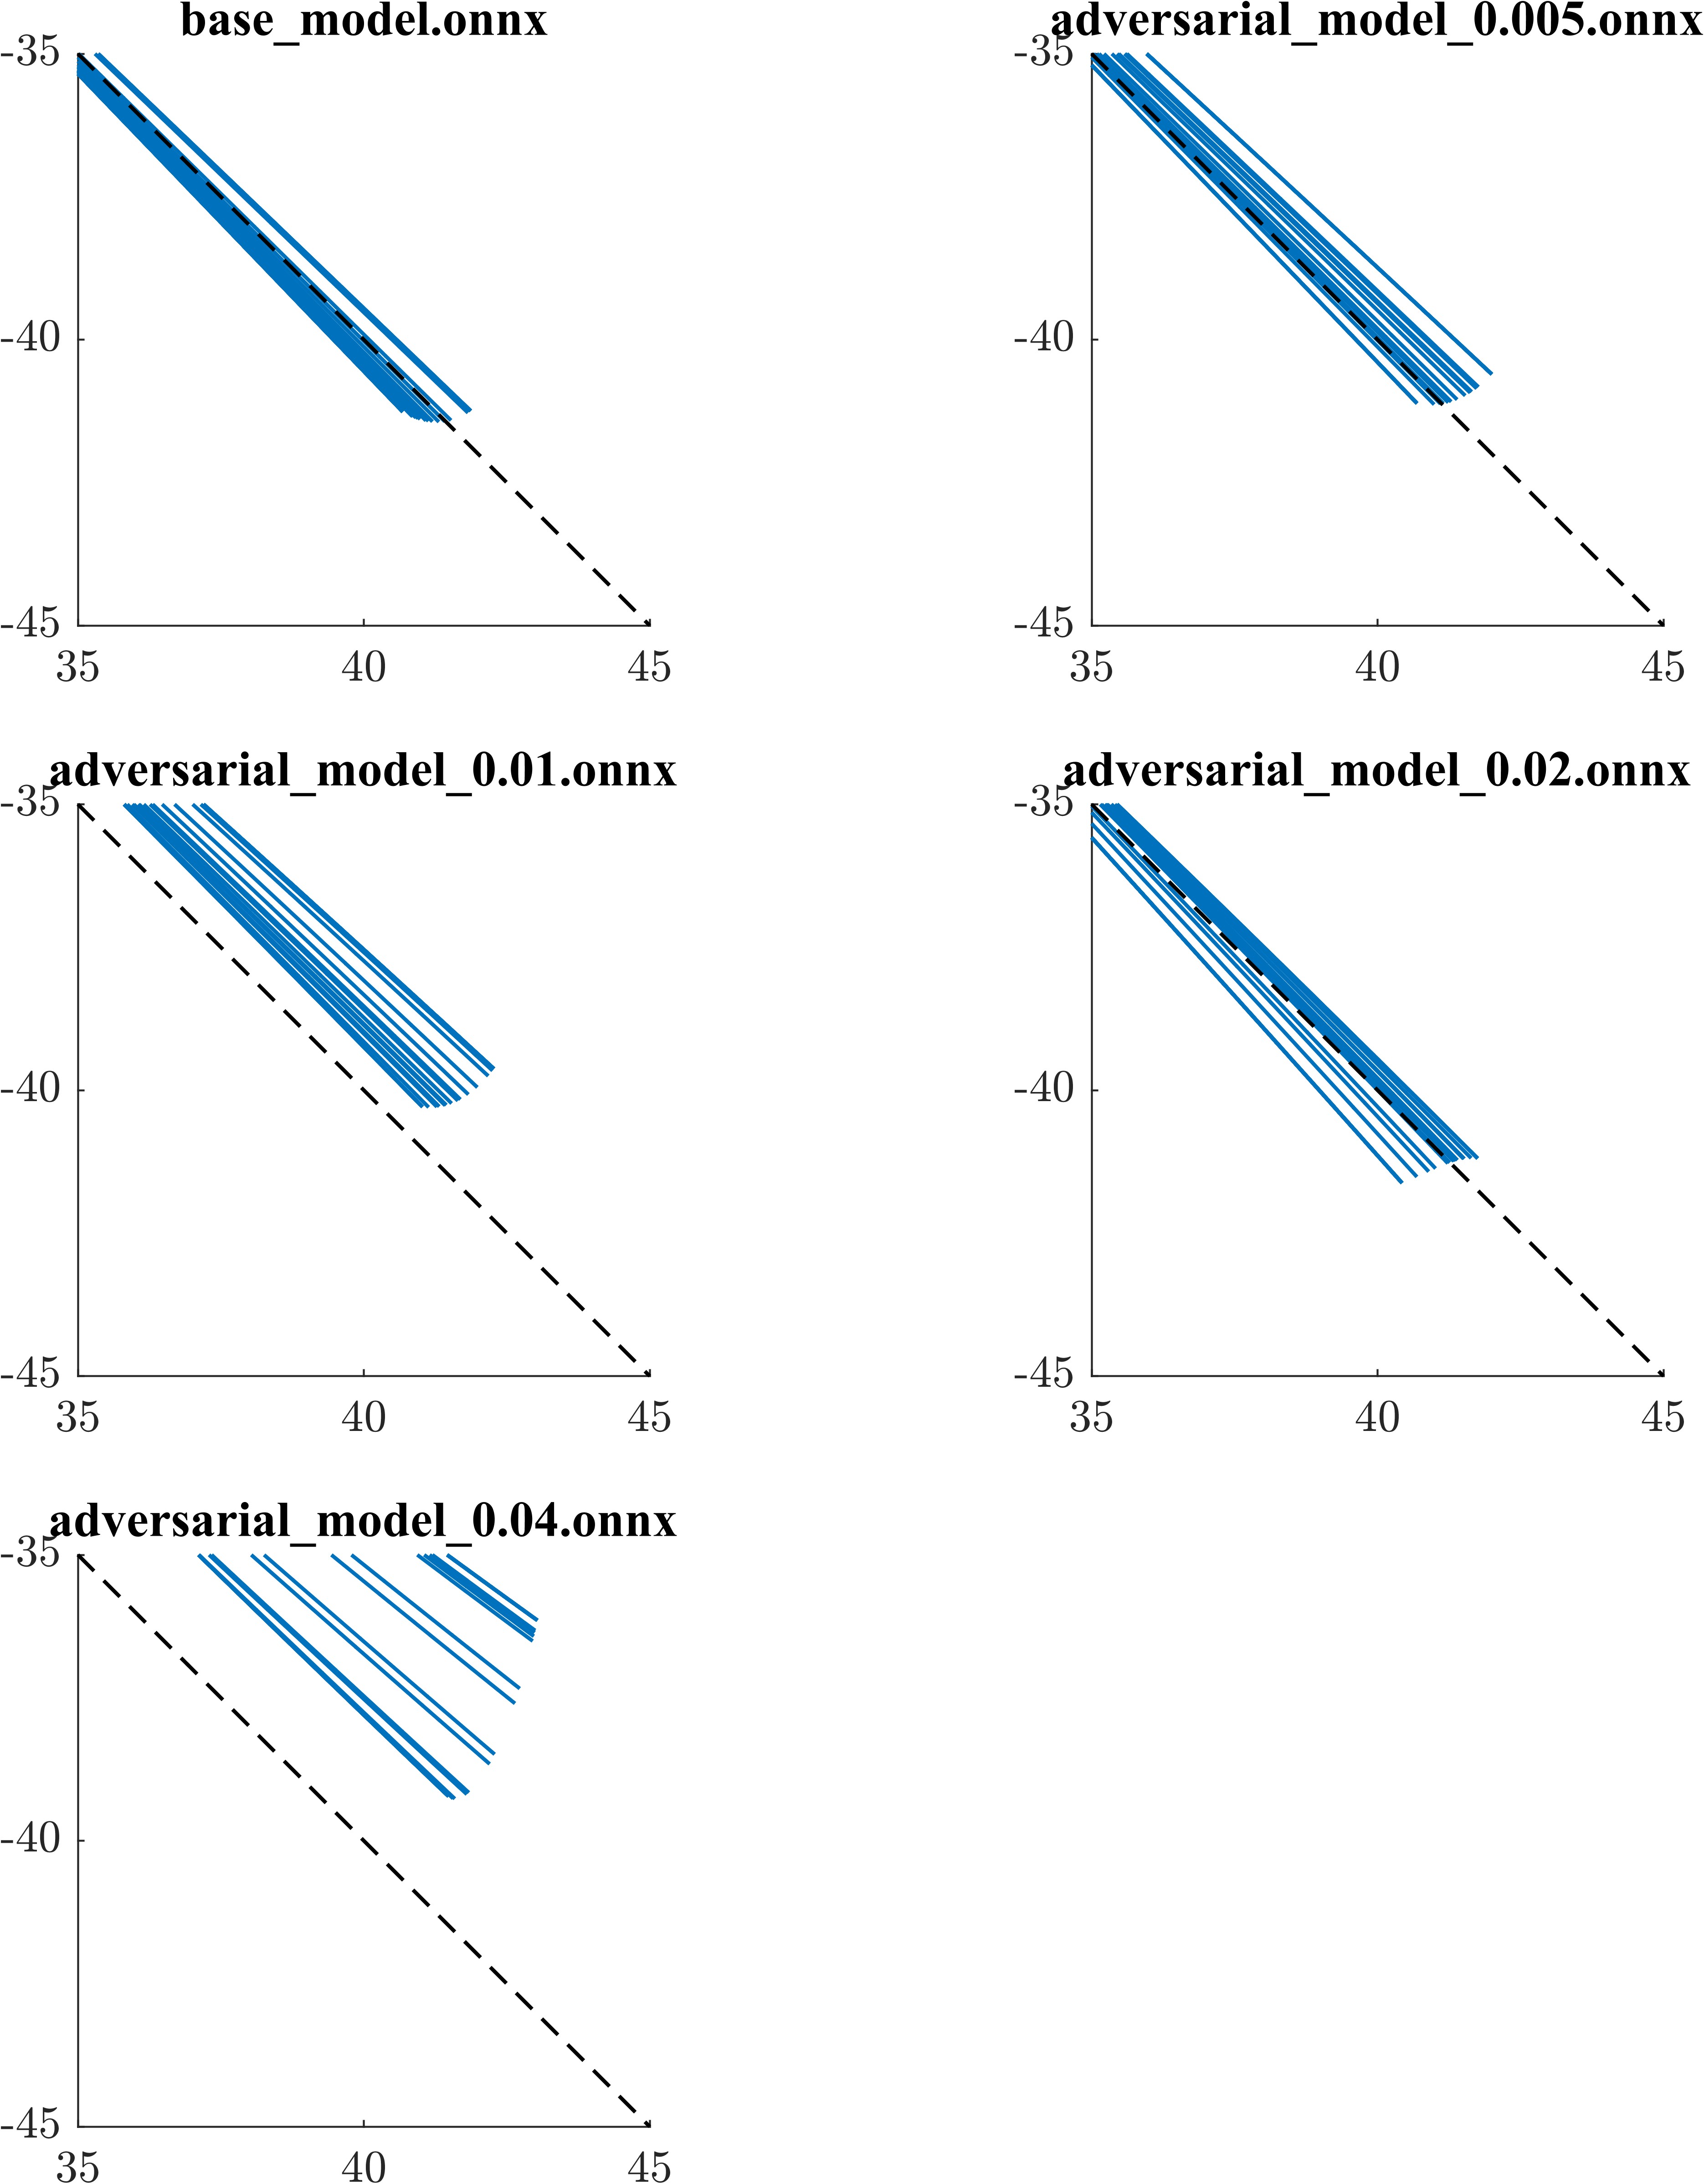 base_model.onnx
-35
-40
-45
35 40 45
adversarial_model_0.005.onnx
-35
-40
-45
35 40 45
adversarial_model_0.01.onnx
-35
-40
-45
35 40 45
adversarial_model_0.02.onnx
-35
-40
-45
35 40 45
adversarial_model_0.04.onnx
-35
-40
-45
35 40 45